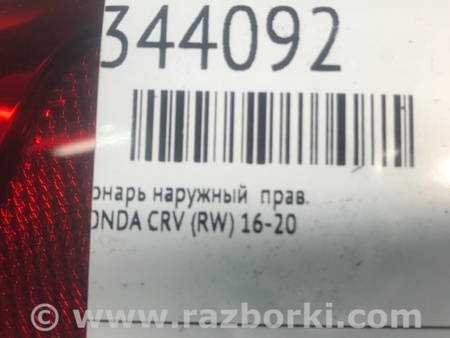 344092
онарь наружный прав.
ONDA CRV (RW) 16-20
© www.razborki.com